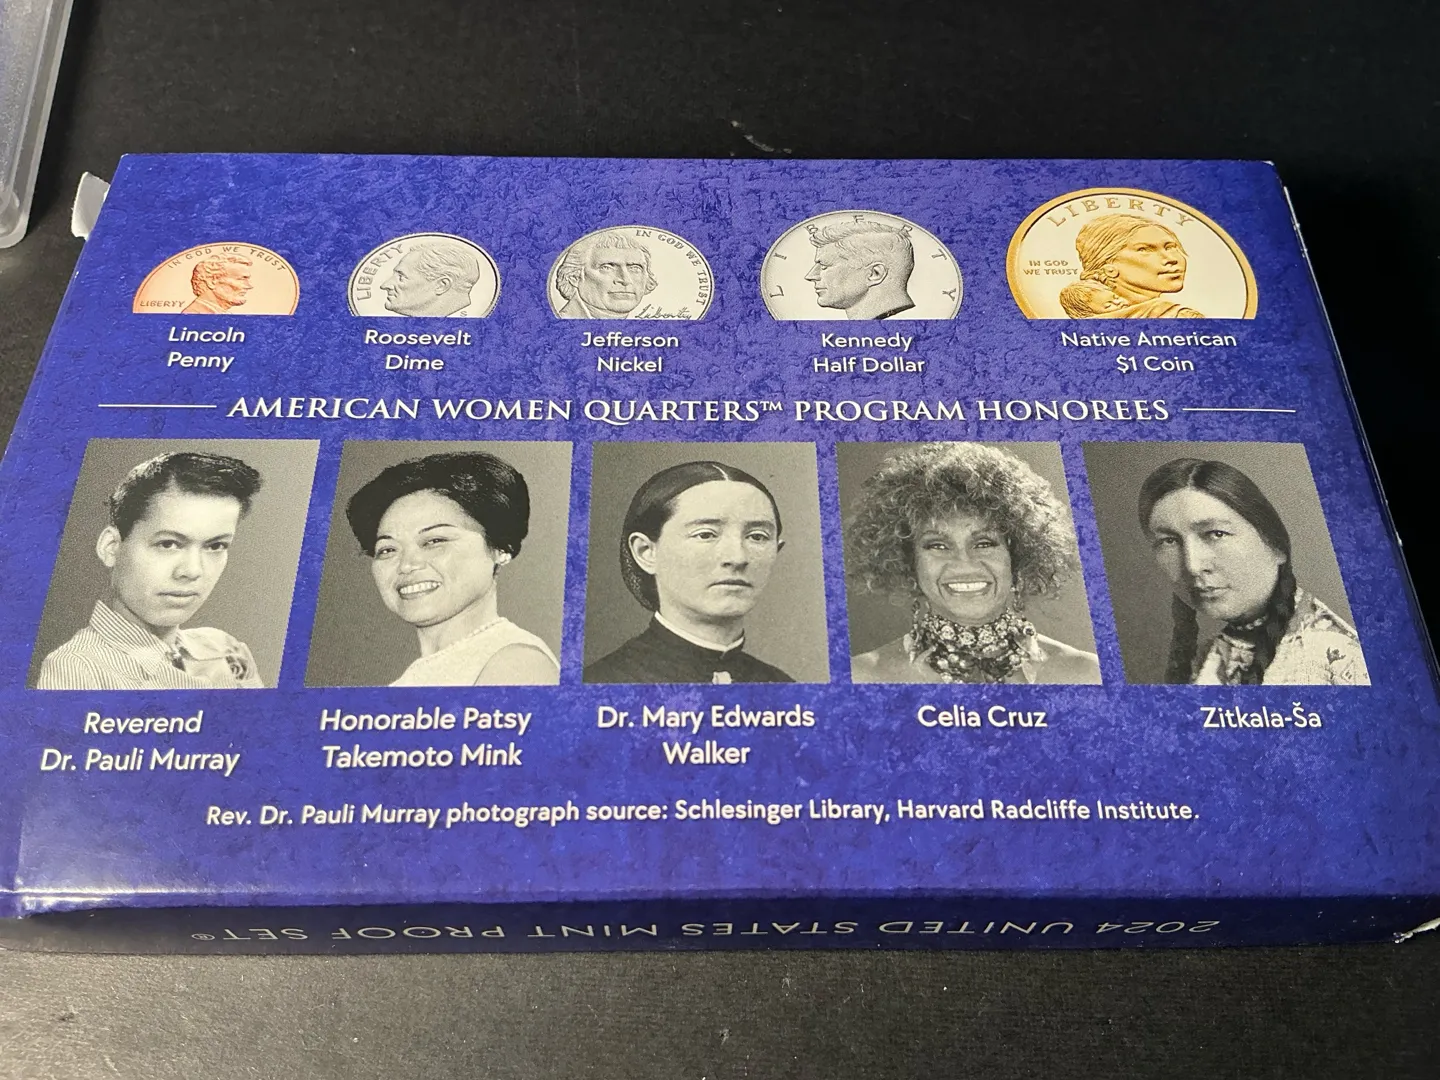 IN GOD WE TRUST
LIBERTY
LIBERTY
IN GOD WE TRUST
Liberty
LIBERTY
LIBERTY
IN GOD
WE TRUST
Lincoln
Penny
Roosevelt
Dime
Jefferson
Nickel
Kennedy
Half Dollar
Native American
$1 Coin
AMERICAN WOMEN QUARTERS™ PROGRAM HONOREES
Reverend
Dr. Pauli Murray
Honorable Patsy
Takemoto Mink
Dr. Mary Edwards
Walker
Celia Cruz
Zitkala-Ša
Rev. Dr. Pauli Murray photograph source: Schlesinger Library, Harvard Radcliffe Institute.
2024 UNITED STATES MINT PROOF SET®